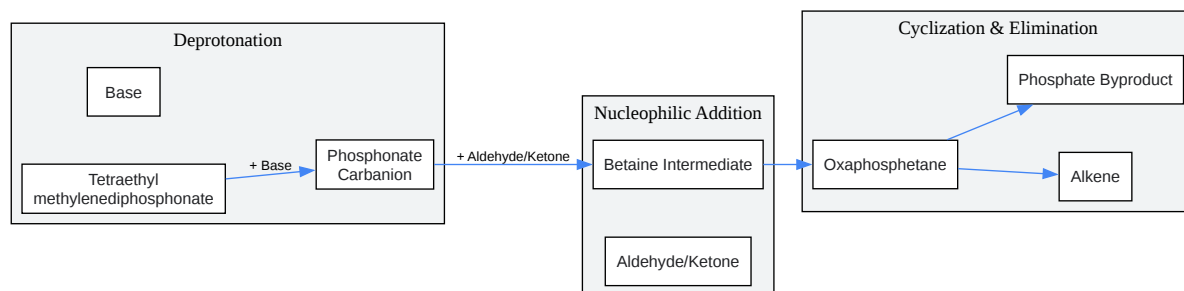 Deprotonation
Base
Tetraethyl
methylenediphosphonate
+ Base
Phosphonate
Carbanion
+ Aldehyde/Ketone
Nucleophilic Addition
Betaine Intermediate
Aldehyde/Ketone
Cyclization & Elimination
Oxaphosphetane
Phosphate Byproduct
Alkene